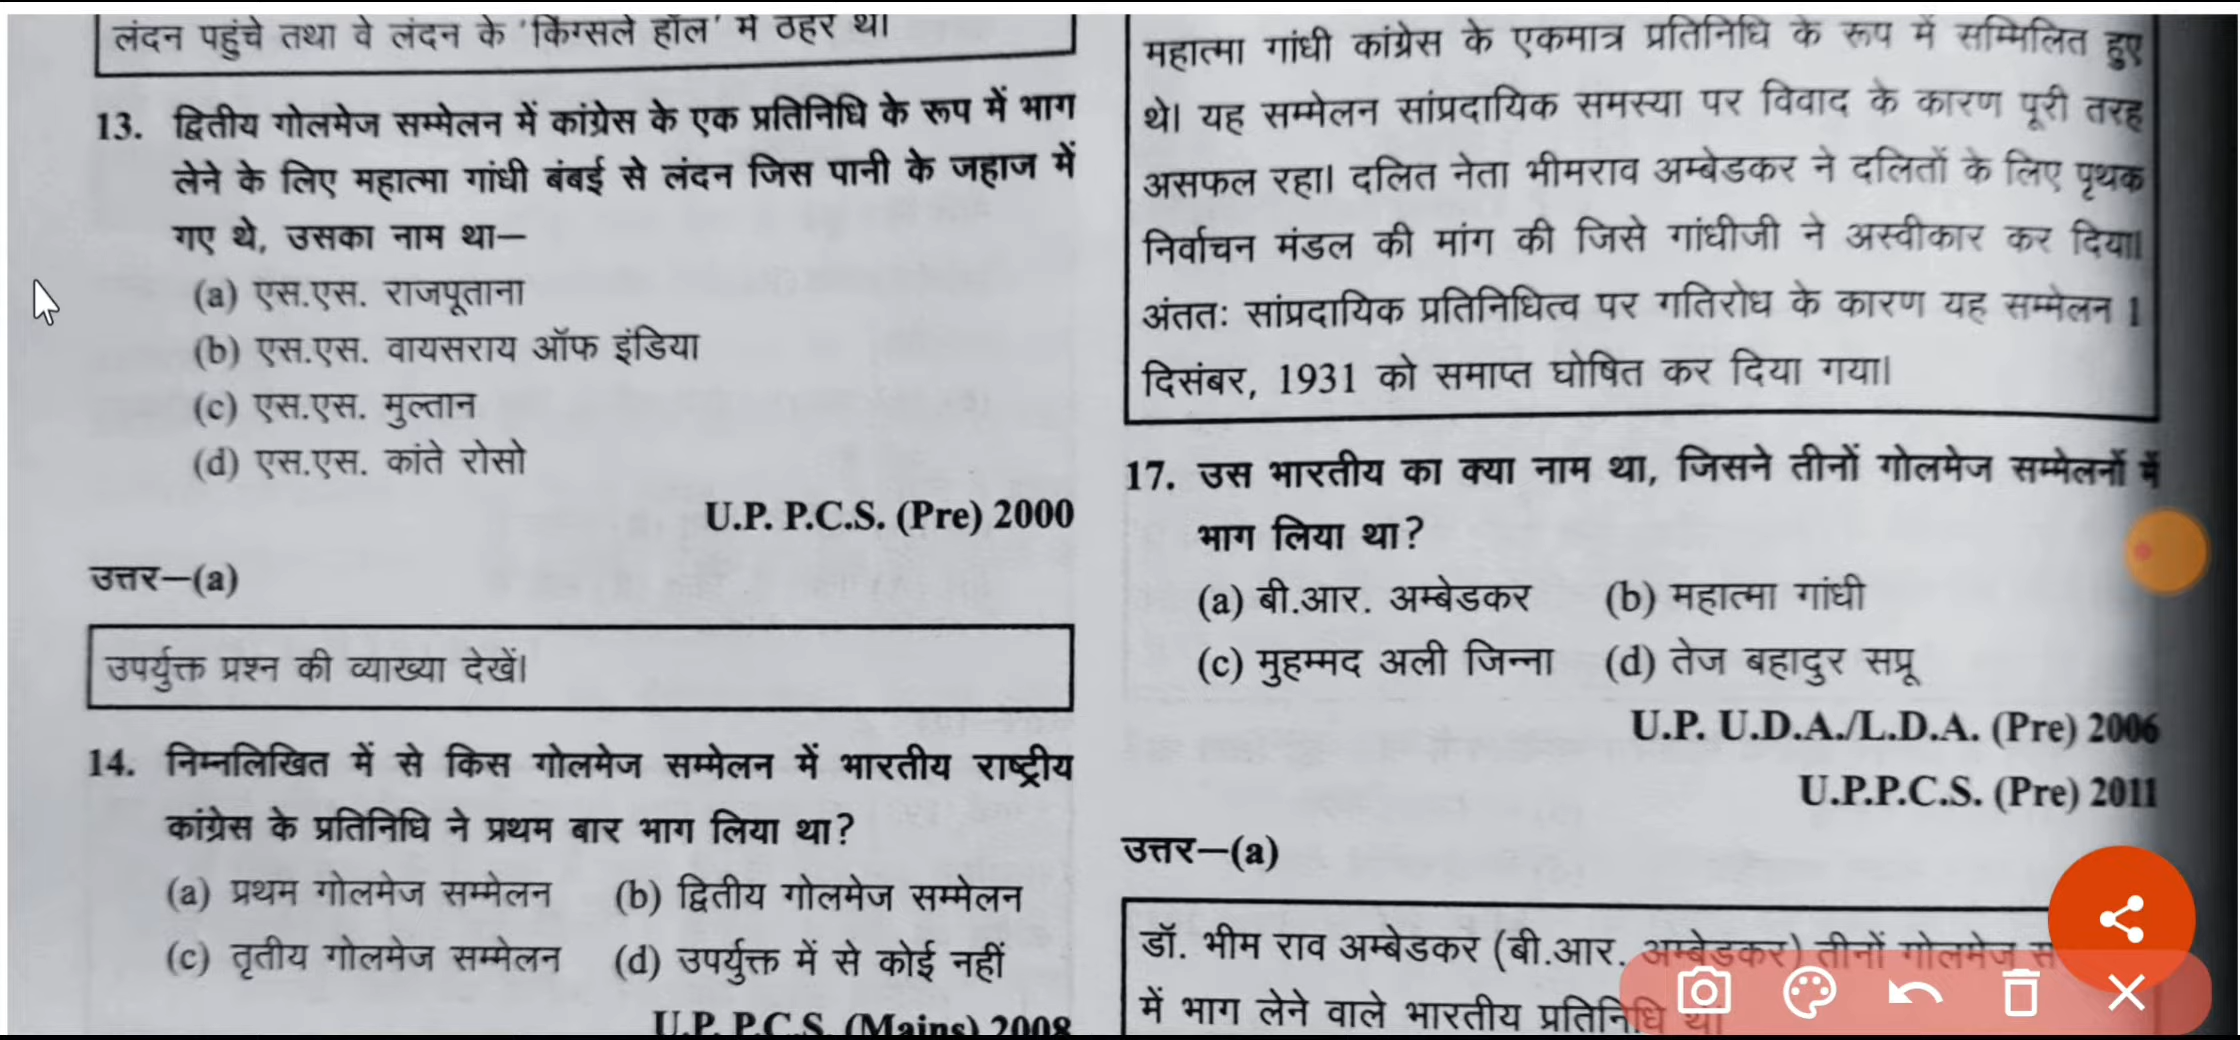 लंदन पहुंचे तथा वे लंदन के 'किंग्सले हॉल' में ठहरे थे।
13. द्वितीय गोलमेज सम्मेलन में कांग्रेस के एक प्रतिनिधि के रूप में भाग
लेने के लिए महात्मा गांधी बंबई से लंदन जिस पानी के जहाज में
गए थे, उसका नाम था—
(a) एस.एस. राजपूताना
(b) एस.एस. वायसराय ऑफ इंडिया
(c) एस.एस. मुल्तान
(d) एस.एस. कांते रोसो
U.P. P.C.S. (Pre) 2000
उत्तर—(a)
उपर्युक्त प्रश्न की व्याख्या देखें।
14. निम्नलिखित में से किस गोलमेज सम्मेलन में भारतीय राष्ट्रीय
कांग्रेस के प्रतिनिधि ने प्रथम बार भाग लिया था?
(a) प्रथम गोलमेज सम्मेलन (b) द्वितीय गोलमेज सम्मेलन
(c) तृतीय गोलमेज सम्मेलन (d) उपर्युक्त में से कोई नहीं
U.P. P.C.S. (Mains) 2008
महात्मा गांधी कांग्रेस के एकमात्र प्रतिनिधि के रूप में सम्मिलित हुए
थे। यह सम्मेलन सांप्रदायिक समस्या पर विवाद के कारण पूरी तरह
असफल रहा। दलित नेता भीमराव अम्बेडकर ने दलितों के लिए पृथक
निर्वाचन मंडल की मांग की जिसे गांधीजी ने अस्वीकार कर दिया।
अंततः सांप्रदायिक प्रतिनिधित्व पर गतिरोध के कारण यह सम्मेलन 1
दिसंबर, 1931 को समाप्त घोषित कर दिया गया।
17. उस भारतीय का क्या नाम था, जिसने तीनों गोलमेज सम्मेलनों में
भाग लिया था?
(a) बी.आर. अम्बेडकर (b) महात्मा गांधी
(c) मुहम्मद अली जिन्ना (d) तेज बहादुर सप्रू
U.P. U.D.A./L.D.A. (Pre) 2006
U.P.P.C.S. (Pre) 2011
उत्तर—(a)
डॉ. भीम राव अम्बेडकर (बी.आर. अम्बेडकर) तीनों गोलमेज
में भाग लेने वाले भारतीय प्रतिनिधि